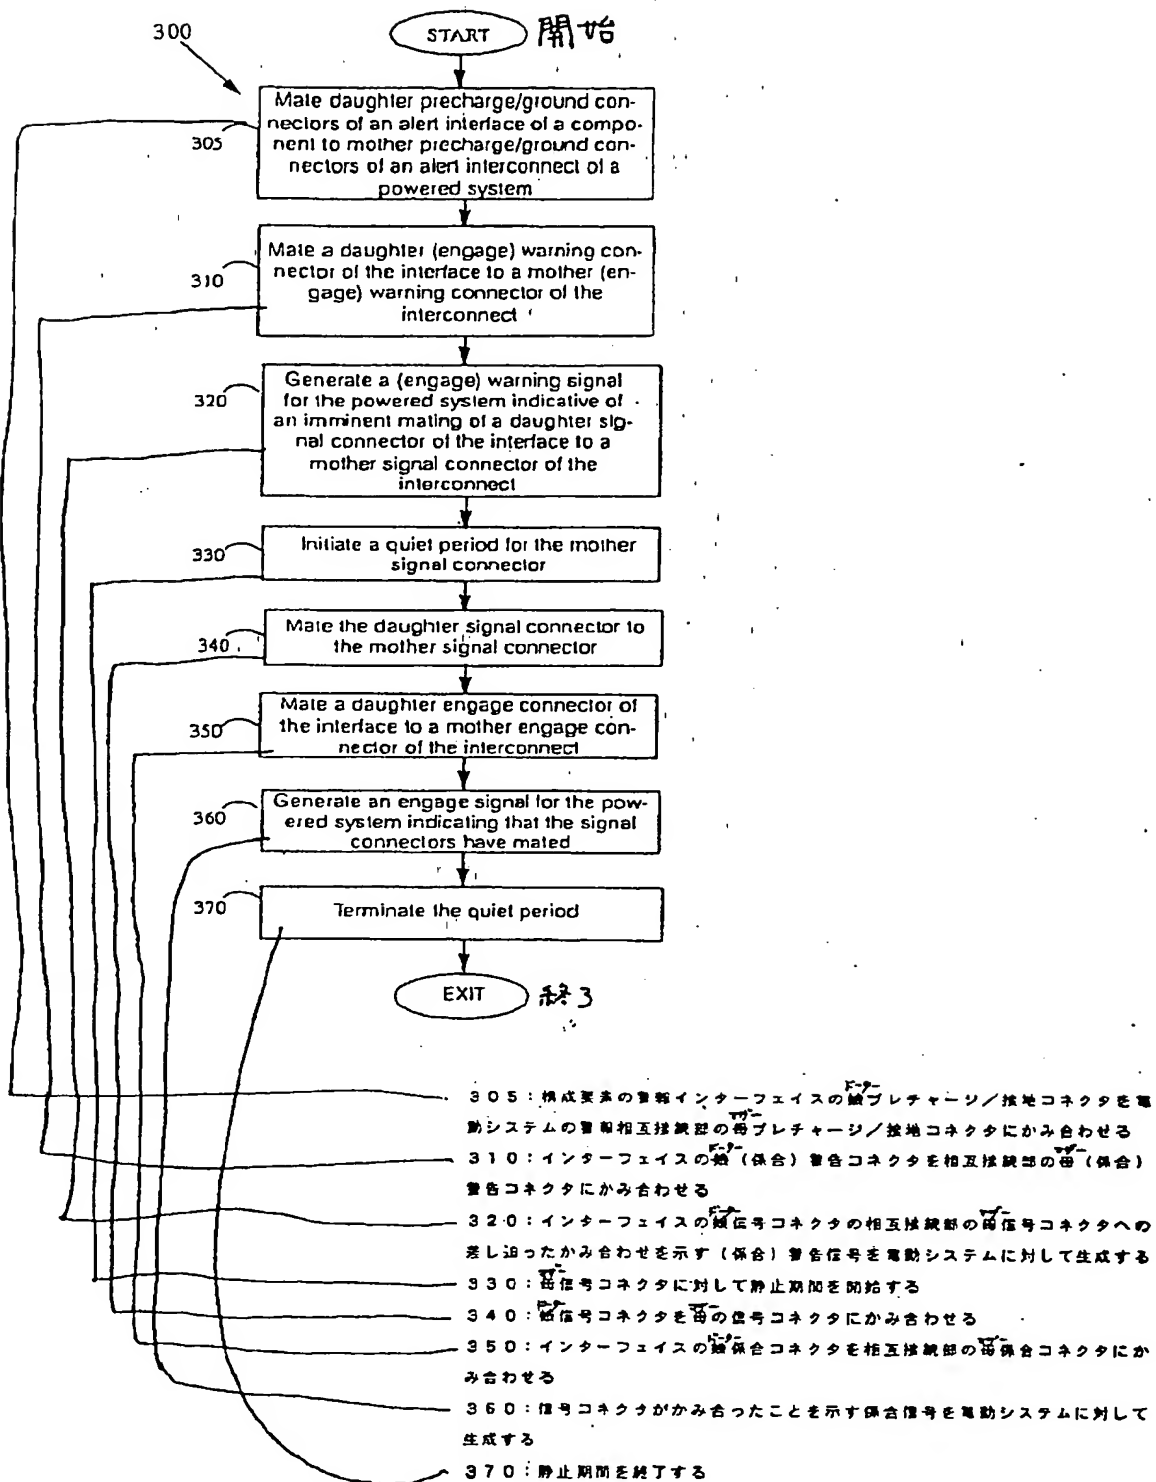 300
START 開始
305
Mate daughter precharge/ground con-
nectors of an alert interface of a compo-
nent to mother precharge/ground con-
nectors of an alert interconnect of a
powered system
310
Mate a daughter (engage) warning con-
nector of the interface to a mother (en-
gage) warning connector of the
interconnect
320
Generate a (engage) warning signal
for the powered system indicative of
an imminent mating of a daughter sig-
nal connector of the interface to a
mother signal connector of the
interconnect
330
Initiate a quiet period for the mother
signal connector
340
Mate the daughter signal connector to
the mother signal connector
350
Mate a daughter engage connector of
the interface to a mother engage con-
nector of the interconnect
360
Generate an engage signal for the pow-
ered system indicating that the signal
connectors have mated
370
Terminate the quiet period
EXIT 終了
305:構成要素の警報インターフェイスの娘プレチャージ/接地コネクタを電
動システムの警報相互接続部の母プレチャージ/接地コネクタにかみ合わせる
310:インターフェイスの娘(係合)警告コネクタを相互接続部の母(係合)
警告コネクタにかみ合わせる
320:インターフェイスの娘信号コネクタの相互接続部の母信号コネクタへの
差し迫ったかみ合わせを示す(係合)警告信号を電動システムに対して生成する
330:母信号コネクタに対して静止期間を開始する
340:娘信号コネクタを母の信号コネクタにかみ合わせる
350:インターフェイスの娘係合コネクタを相互接続部の母係合コネクタにか
み合わせる
360:信号コネクタがかみ合ったことを示す係合信号を電動システムに対して
生成する
370:静止期間を終了する